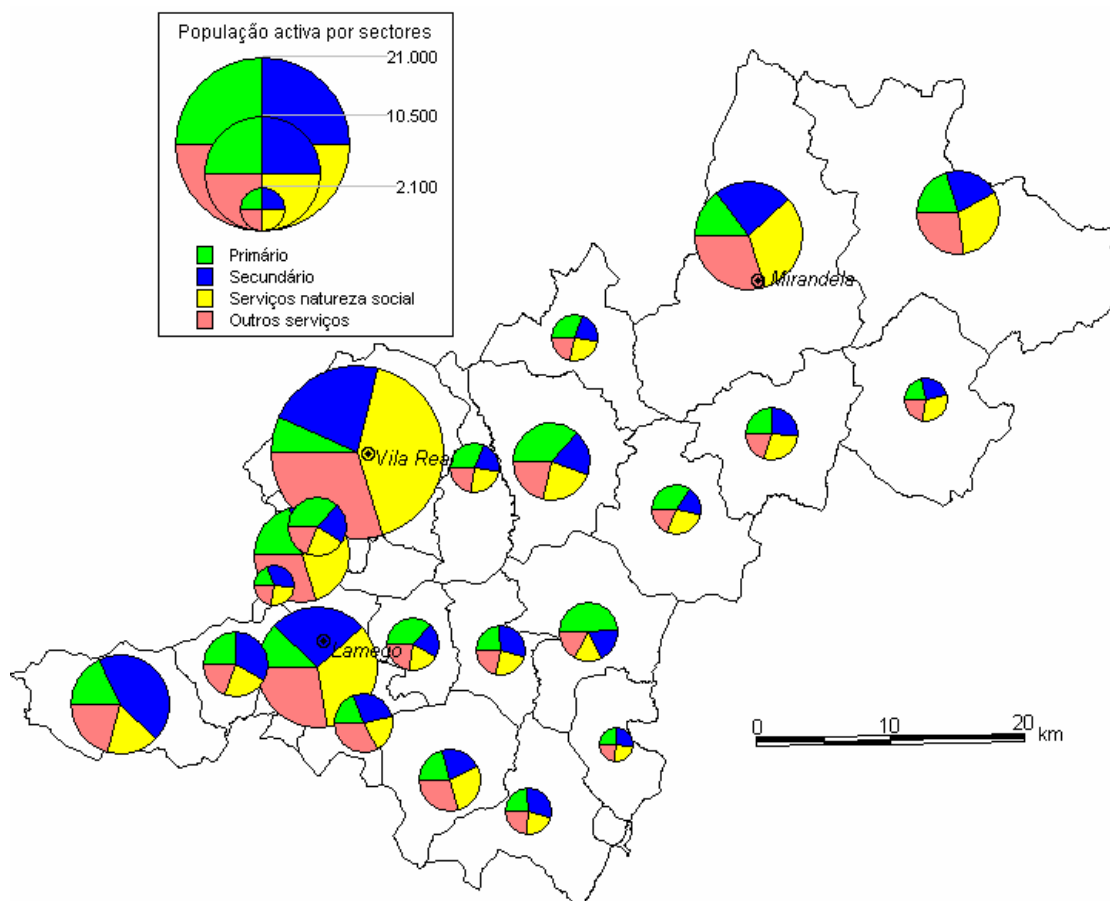 População activa por sectores
21.000
10.500
2.100
Primário
Secundário
Serviços natureza social
Outros serviços
Mirandela
Vila Real
Lamego
0 10 20 km